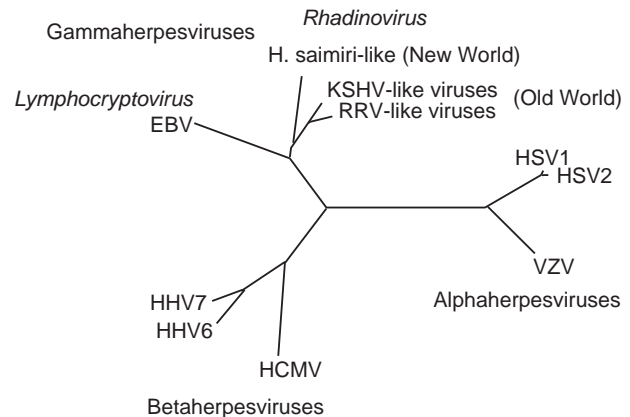 Rhadinovirus
Gammaherpesviruses
H. saimiri-like (New World)
KSHV-like viruses
(Old World)
RRV-like viruses
Lymphocryptovirus
EBV
HSV1
HSV2
VZV
Alphaherpesviruses
HHV7
HHV6
HCMV
Betaherpesviruses